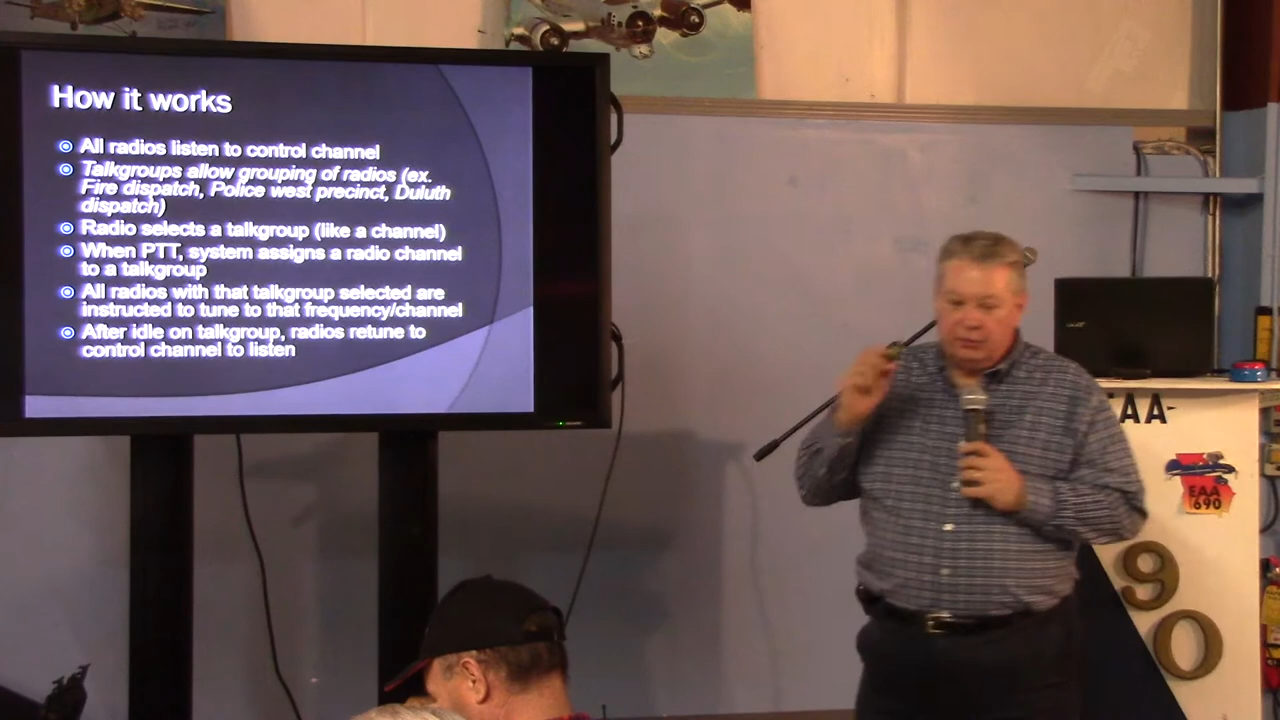 How it works
All radios listen to control channel
Talkgroups allow grouping of radios (ex.
Fire dispatch, Police west precinct, Duluth
dispatch)
Radio selects a talkgroup (like a channel)
When PTT, system assigns a radio channel
to a talkgroup
All radios with that talkgroup selected are
instructed to tune to that frequency/channel
After idle on talkgroup, radios retune to
control channel to listen
AA
EAA
690
90